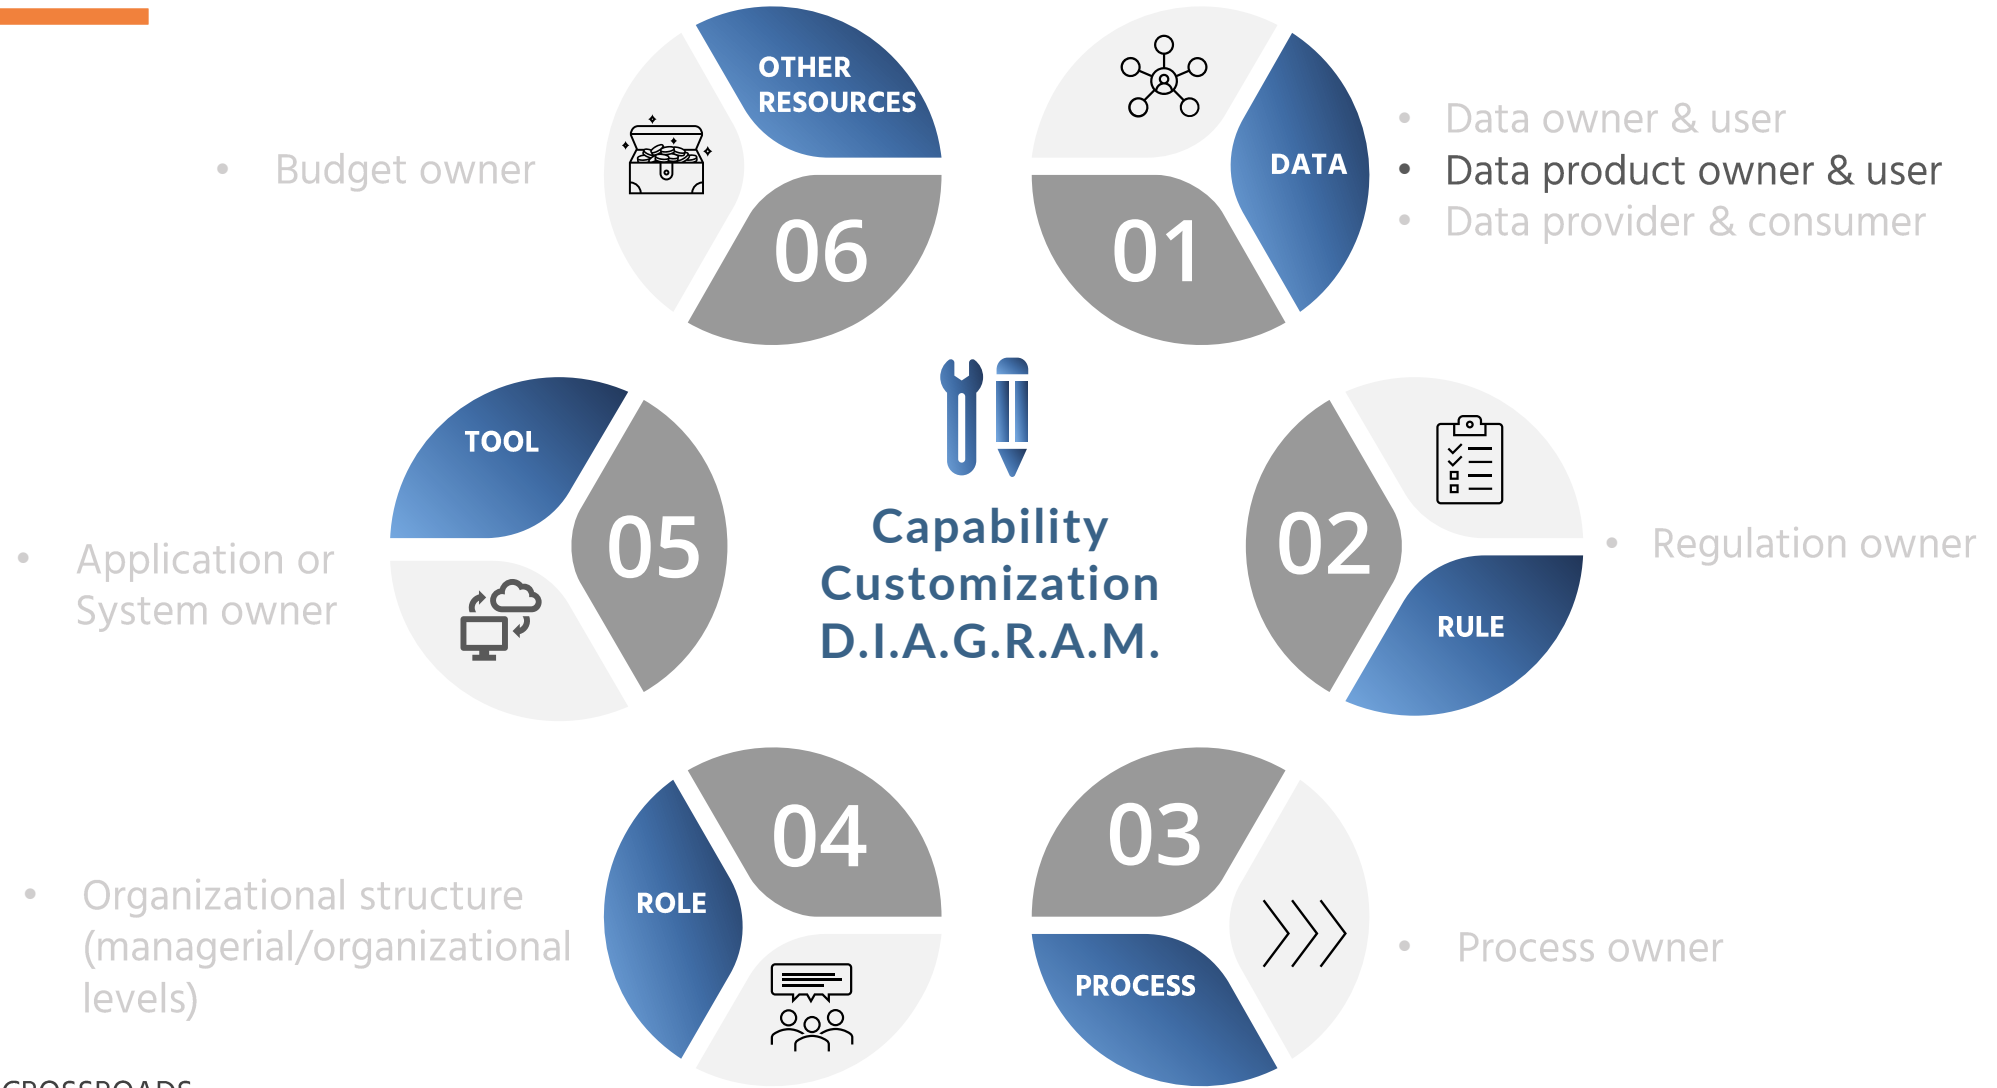 OTHER
RESOURCES
06
• Budget owner
DATA
01
• Data owner & user
• Data product owner & user
• Data provider & consumer
TOOL
05
• Application or
System owner
Capability
Customization
D.I.A.G.R.A.M.
02
RULE
• Regulation owner
04
ROLE
• Organizational structure
(managerial/organizational
levels)
03
PROCESS
• Process owner
CROSSROADS